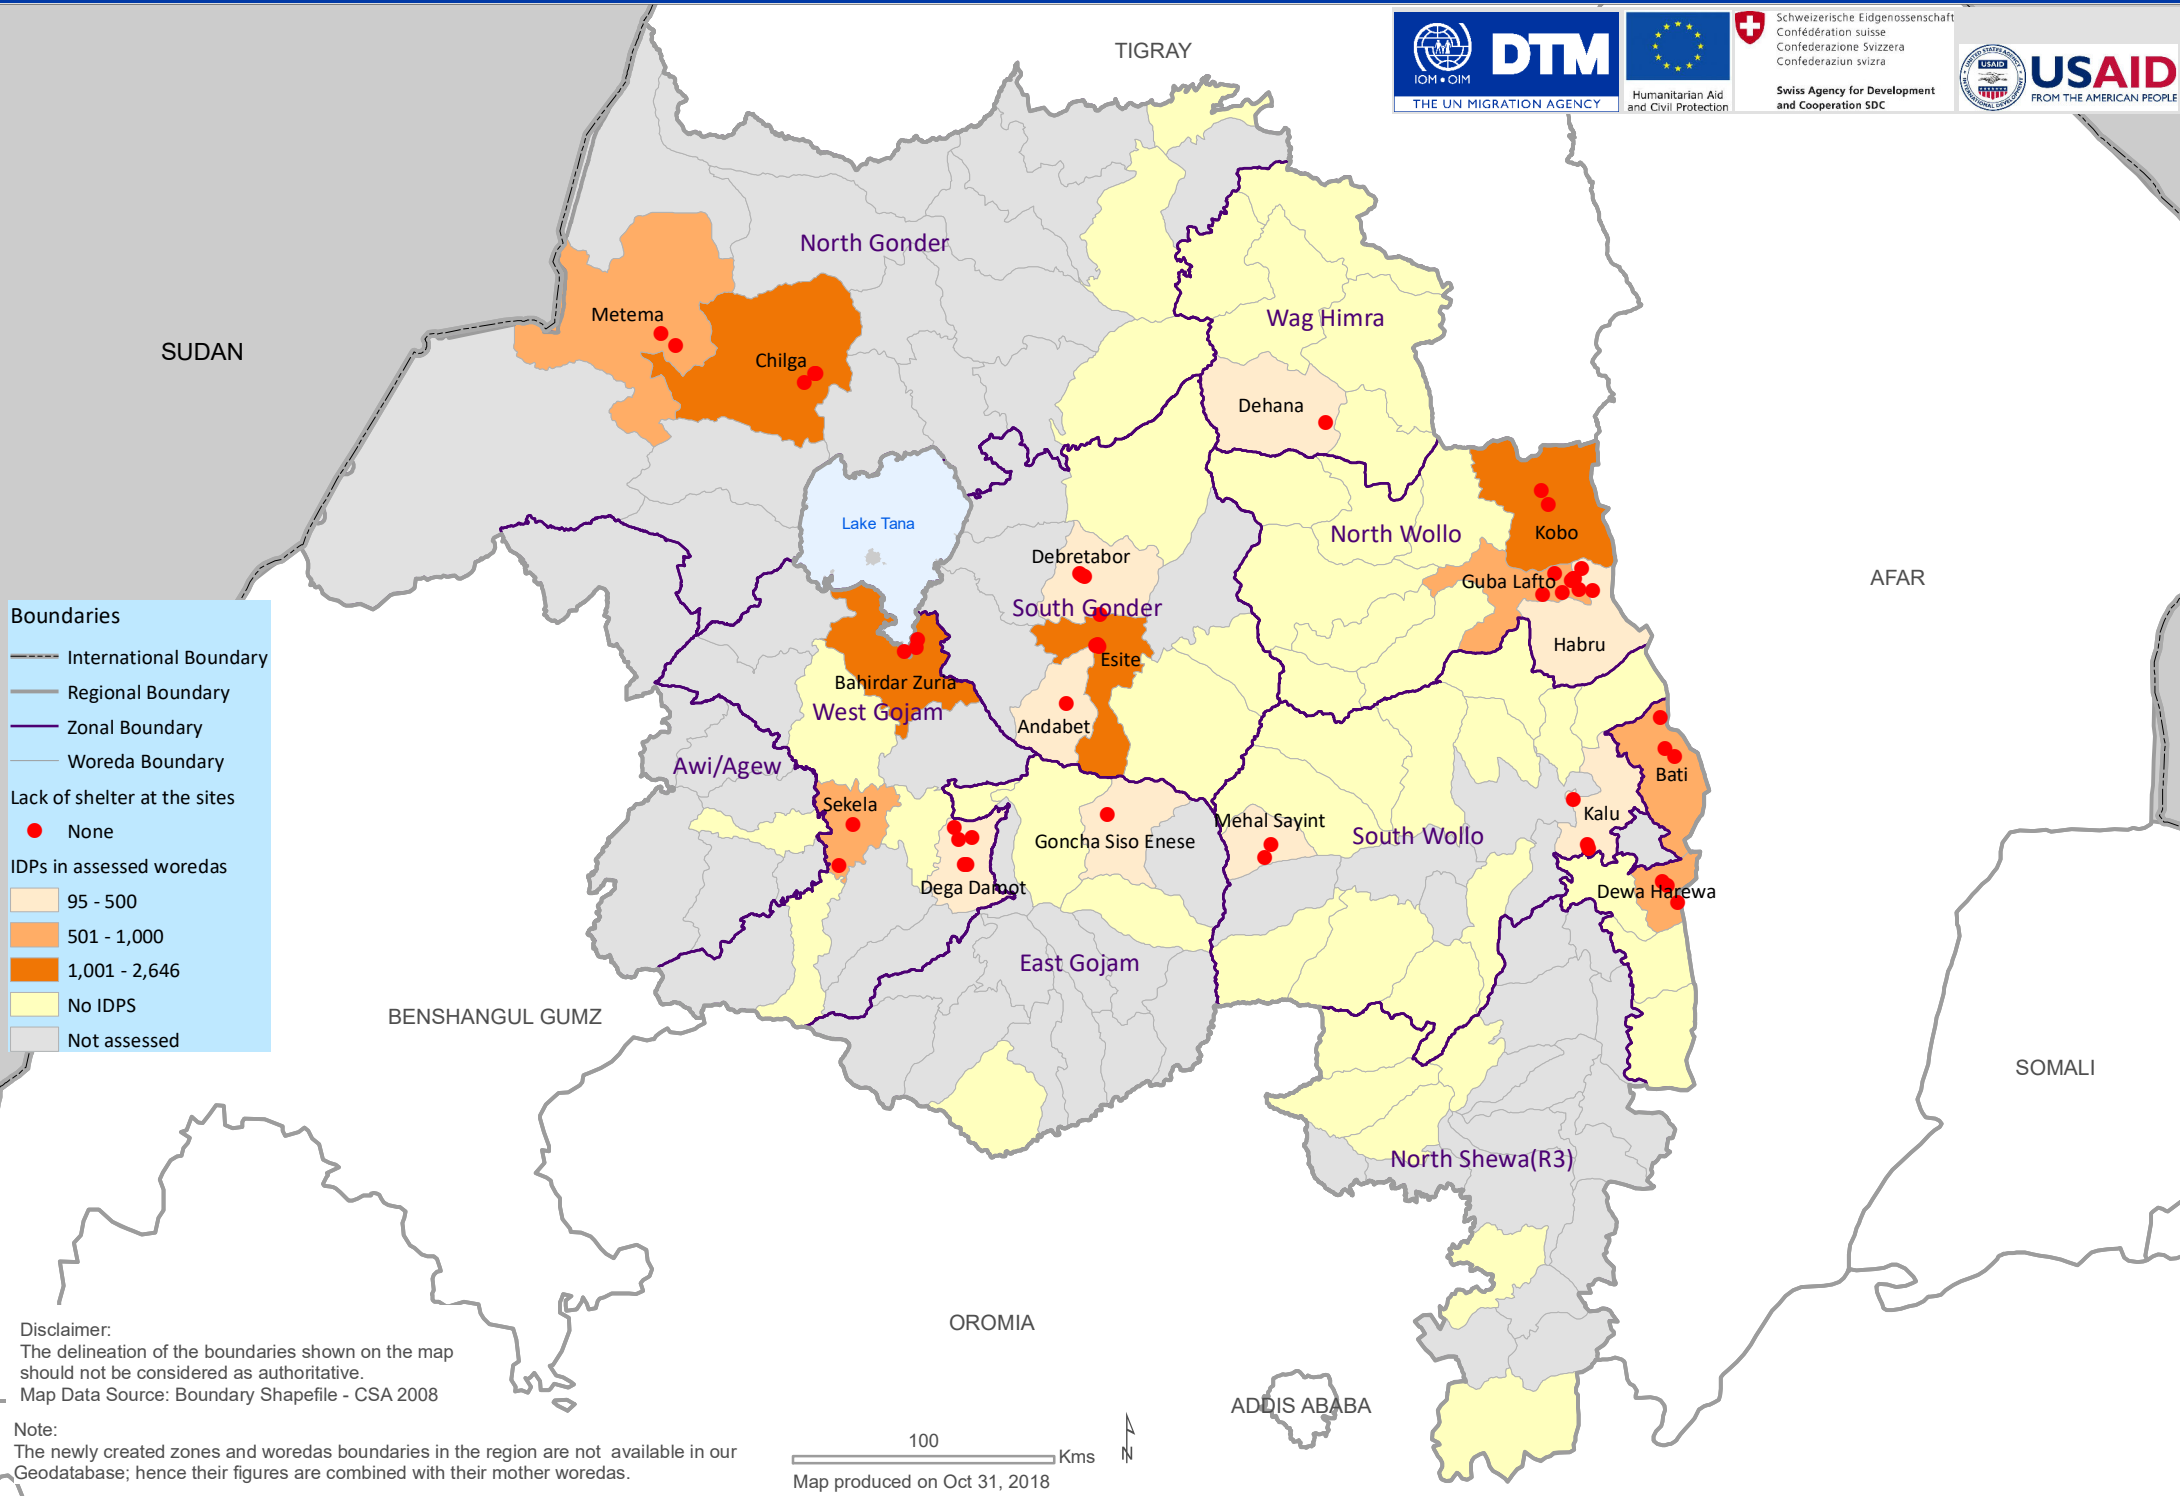 TIGRAY
IOM • OIM
DTM
THE UN MIGRATION AGENCY
Humanitarian Aid
and Civil Protection
Schweizerische Eidgenossenschaft
Confédération suisse
Confederazione Svizzera
Confederaziun svizra
Swiss Agency for Development
and Cooperation SDC
USAID
USAID
FROM THE AMERICAN PEOPLE
North Gonder
Metema
Wag Himra
SUDAN
Chilga
Dehana
Lake Tana
North Wollo
Kobo
Debretabor
Guba Lafto
AFAR
South Gonder
Habru
Esite
Bahirdar Zuria
West Gojam
Andabet
Awi/Agew
Bati
Sekela
Kalu
Mehal Sayint
South Wollo
Goncha Siso Enese
Dega Damot
Dewa Harewa
East Gojam
BENSHANGUL GUMZ
SOMALI
North Shewa(R3)
OROMIA
ADDIS ABABA
Boundaries
International Boundary
Regional Boundary
Zonal Boundary
Woreda Boundary
Lack of shelter at the sites
None
IDPs in assessed woredas
95 - 500
501 - 1,000
1,001 - 2,646
No IDPS
Not assessed
Disclaimer:
The delineation of the boundaries shown on the map
should not be considered as authoritative.
Map Data Source: Boundary Shapefile - CSA 2008
Note:
The newly created zones and woredas boundaries in the region are not available in our
Geodatabase; hence their figures are combined with their mother woredas.
100
Kms
N
Map produced on Oct 31, 2018